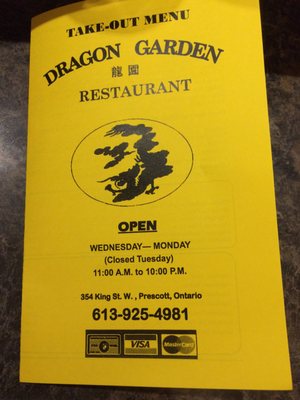 TAKE-OUT MENU
DRAGON GARDEN
龍園
RESTAURANT
OPEN
WEDNESDAY— MONDAY
(Closed Tuesday)
11:00 A.M. to 10:00 P.M.
354 King St. W. , Prescott, Ontario
613-925-4981
VISA
MasterCard